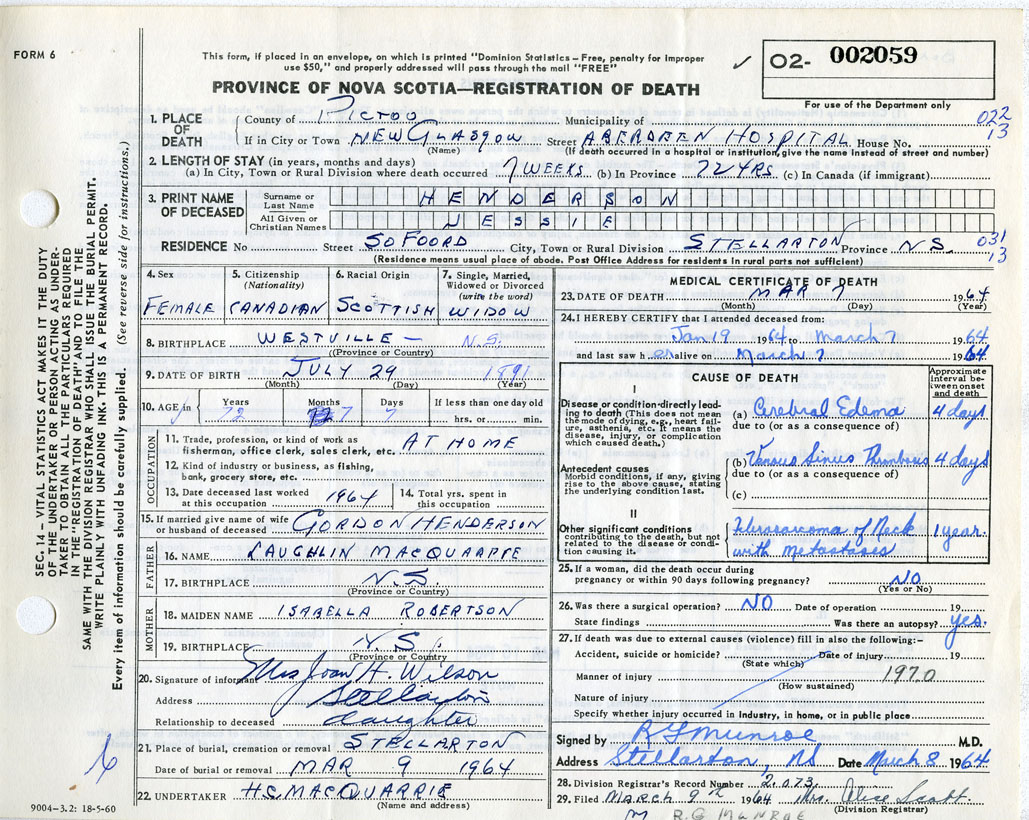 FORM 6
This form, if placed in an envelope, on which is printed "Dominion Statistics – Free, penalty for improper
use $50," and properly addressed will pass through the mail "FREE"
✓ 02- 002059
For use of the Department only
PROVINCE OF NOVA SCOTIA—REGISTRATION OF DEATH
1. PLACE OF DEATH
County of PICTOU Municipality of 022
If in City or Town NEW GLASGOW Street ABERDEEN HOSPITAL House No. 13
(Name) (If death occurred in a hospital or institution, give the name instead of street and number)
2. LENGTH OF STAY (in years, months and days)
(a) In City, Town or Rural Division where death occurred 7 WEEKS (b) In Province 72 YRS (c) In Canada (if immigrant)
3. PRINT NAME OF DECEASED
Surname or Last Name HENDERSON
All Given or Christian Names JESSIE
RESIDENCE No Street SO FOORD City, Town or Rural Division STELLARTON Province N.S. 031
13
(Residence means usual place of abode. Post Office Address for residents in rural parts not sufficient)
4. Sex
FEMALE
5. Citizenship
(Nationality)
CANADIAN
6. Racial Origin
SCOTTISH
7. Single, Married,
Widowed or Divorced
(write the word)
WIDOW
8. BIRTHPLACE WESTVILLE – N.S.
(Province or Country)
9. DATE OF BIRTH JULY 29 1891
(Month) (Day) (Year)
10. AGE in Years Months Days If less than one day old
72 7 7 hrs. or min.
OCCUPATION
11. Trade, profession, or kind of work as
fisherman, office clerk, sales clerk, etc. AT HOME
12. Kind of industry or business, as fishing,
bank, grocery store, etc.
13. Date deceased last worked
at this occupation 1964
14. Total yrs. spent in
this occupation
15. If married give name of wife
or husband of deceased GORDON HENDERSON
FATHER
16. NAME LAUGHLIN
17. BIRTHPLACE N.S.
(Province or Country)
MOTHER
18. MAIDEN NAME ISABELLA ROBERTSON
19. BIRTHPLACE N.S.
(Province or Country)
20. Signature of informant Mrs Joan H. Wilson
Address Stellarton
Relationship to deceased daughter
21. Place of burial, cremation or removal STELLARTON
Date of burial or removal MAR 9 1964
22. UNDERTAKER H.C. MACQUARRIE
(Name and address)
MEDICAL CERTIFICATE OF DEATH
23. DATE OF DEATH MAR 7 1964
(Month) (Day) (Year)
24. I HEREBY CERTIFY that I attended deceased from:
Jan 19 1964 to March 7 1964
and last saw her alive on March 7 1964
CAUSE OF DEATH
Approximate
interval be-
tween onset
and death
I
Disease or condition directly lead-
ing to death (This does not mean
the mode of dying, e.g., heart fail-
ure, asthenia, etc. It means the
disease, injury, or complication
which caused death.)
(a) Cerebral Edema 4 days
due to (or as a consequence of)
Antecedent causes
Morbid conditions, if any, giving
rise to the above cause, stating
the underlying condition last.
(b) Venous Sinus Thrombosis 4 days
due to (or as a consequence of)
(c)
II
Other significant conditions
contributing to the death, but not
related to the disease or condi-
tion causing it.
of Neck 1 year.
with metastases
25. If a woman, did the death occur during
pregnancy or within 90 days following pregnancy? NO
(Yes or No)
26. Was there a surgical operation? NO Date of operation 19
State findings Was there an autopsy? yes.
27. If death was due to external causes (violence) fill in also the following:–
Accident, suicide or homicide? Date of injury 19
(State which)
Manner of injury 1970
(How sustained)
Nature of injury
Specify whether injury occurred in industry, in home, or in public place
Signed by R G Munroe M.D.
Address Stellarton, NS Date March 8 1964
28. Division Registrar's Record Number 2073
29. Filed March 9th 1964 Mrs. Alice Scott.
(Division Registrar)
R.G MUNROE
6
9004-3.2: 18-5-60
SEC. 14 – VITAL STATISTICS ACT MAKES IT THE DUTY
OF THE UNDERTAKER OR PERSON ACTING AS UNDER-
TAKER TO OBTAIN ALL THE PARTICULARS REQUIRED
IN THE "REGISTRATION OF DEATH" AND TO FILE THE
SAME WITH THE DIVISION REGISTRAR WHO SHALL ISSUE THE BURIAL PERMIT.
WRITE PLAINLY WITH UNFADING INK. THIS IS A PERMANENT RECORD.
Every item of information should be carefully supplied. (See reverse side for instructions.)